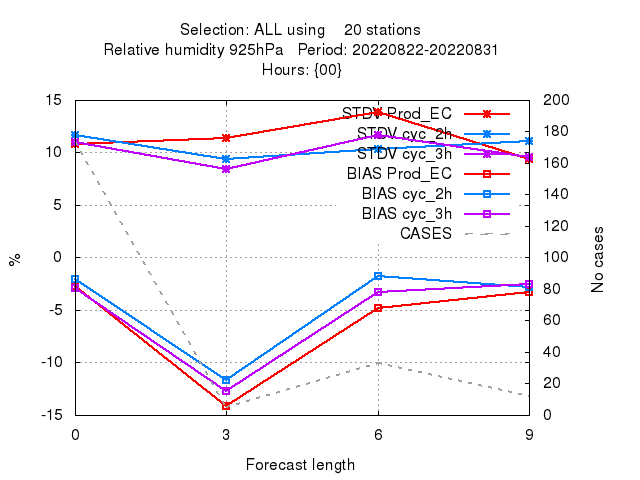 Selection: ALL using 20 stations
Relative humidity 925hPa Period: 20220822-20220831
Hours: {00}
STDV Prod_EC
STDV cyc_2h
STDV cyc_3h
BIAS Prod_EC
BIAS cyc_2h
BIAS cyc_3h
CASES
15
10
5
0
-5
-10
-15
%
200
180
160
140
120
100
80
60
40
20
0
No cases
0 3 6 9
Forecast length